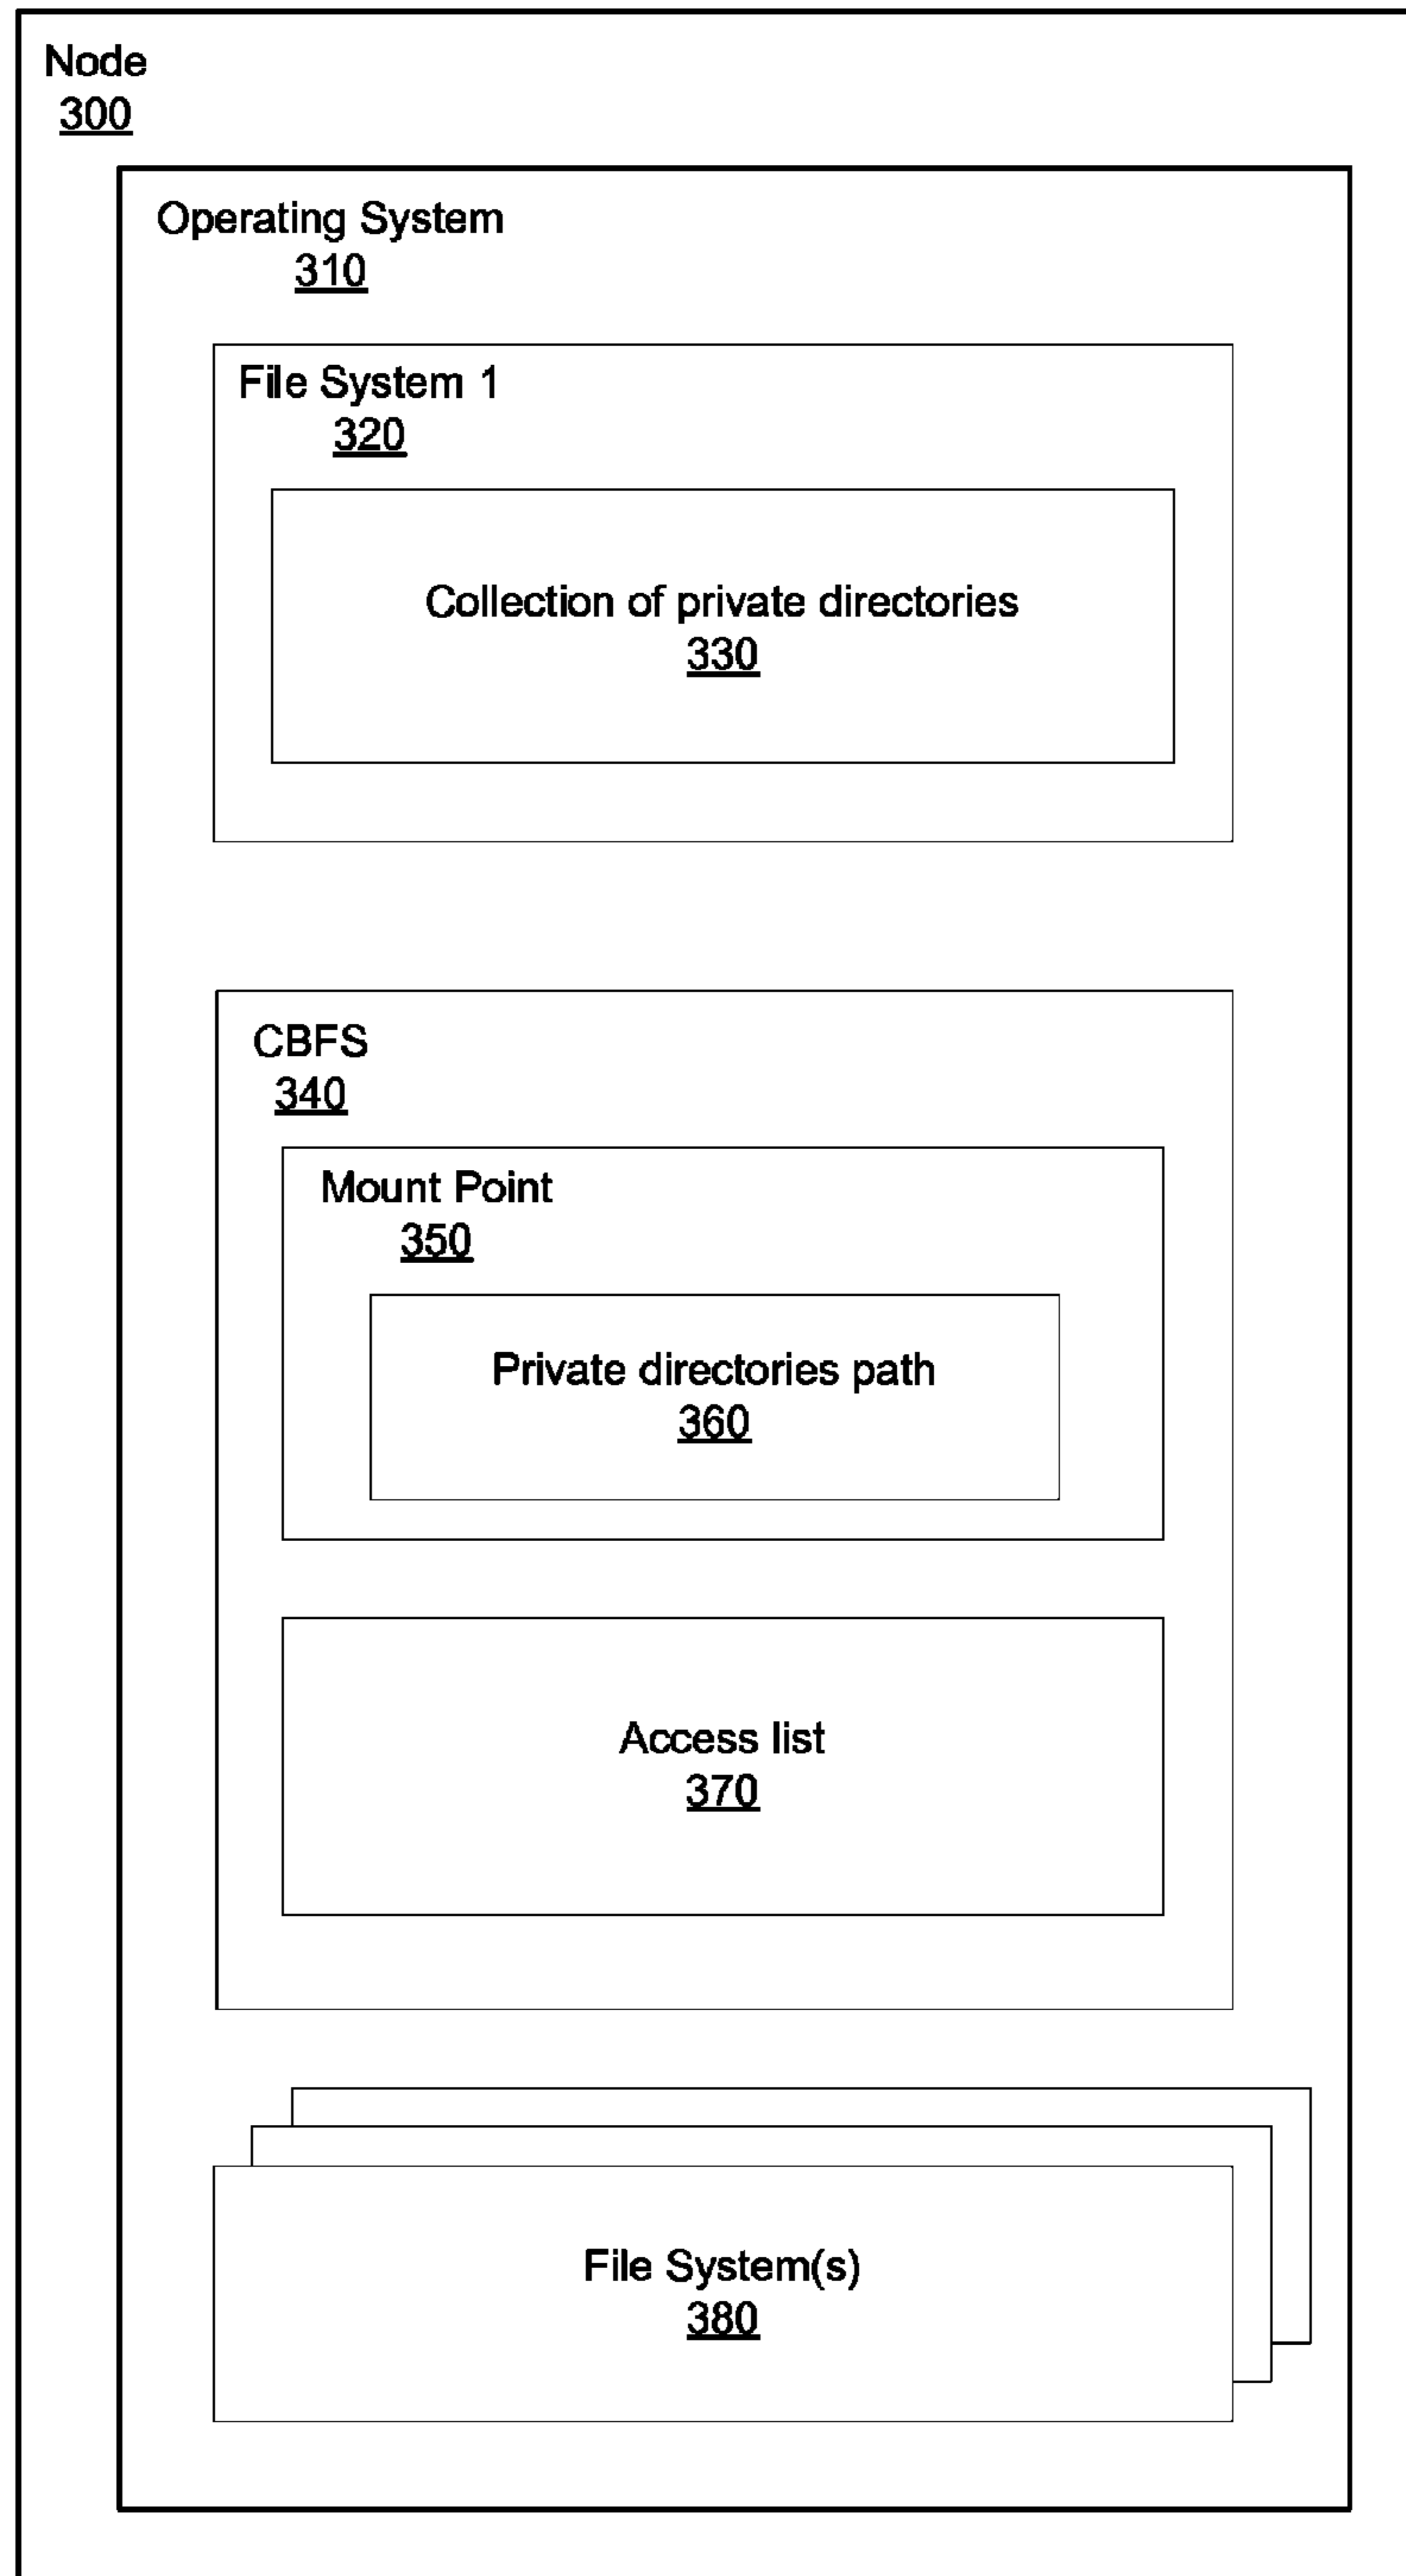 Node
300
Operating System
310
File System 1
320
Collection of private directories
330
CBFS
340
Mount Point
350
Private directories path
360
Access list
370
File System(s)
380